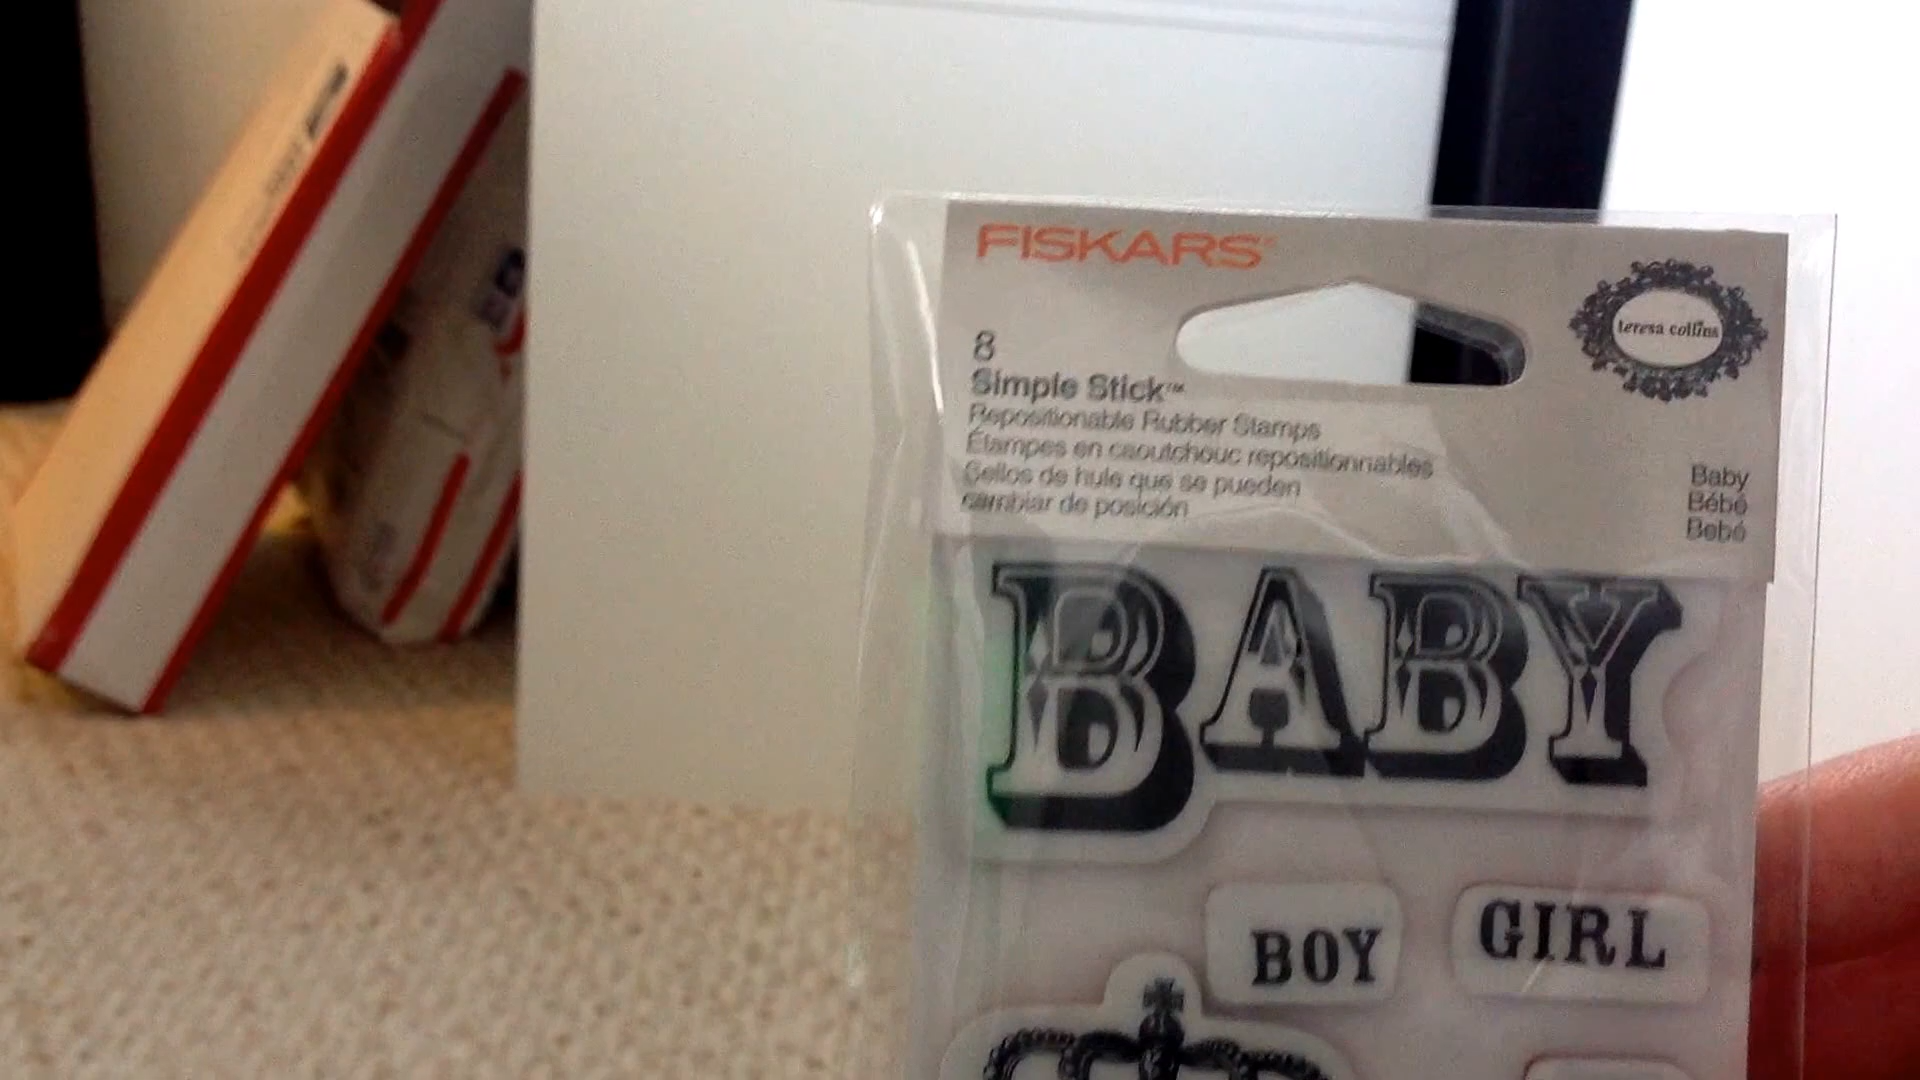 FISKARS
teresa collins
8
Simple Stick™
Repositionable Rubber Stamps
Étampes en caoutchouc repositionnables
Sellos de hule que se pueden
cambiar de posición
Baby
Bébé
Bebé
BABY
BOY
GIRL